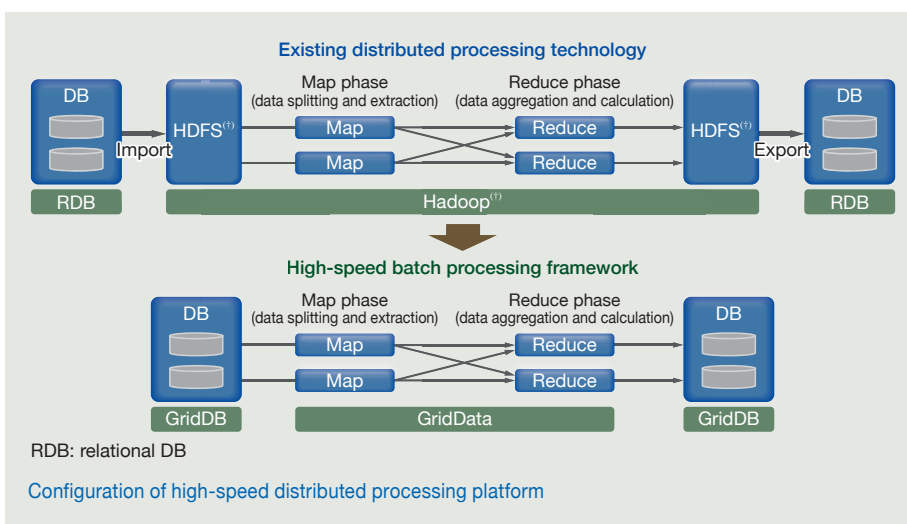 Existing distributed processing technology
DB
HDFS(†)
Map phase
(data splitting and extraction)
Reduce phase
(data aggregation and calculation)
HDFS(†)
DB
Map
Reduce
Import
Export
Map
Reduce
RDB
Hadoop(†)
RDB
High-speed batch processing framework
DB
Map phase
(data splitting and extraction)
Reduce phase
(data aggregation and calculation)
DB
Map
Reduce
Map
Reduce
GridDB
GridData
GridDB
RDB: relational DB
Configuration of high-speed distributed processing platform